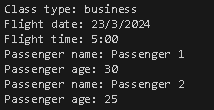 Class type: business
Flight date: 23/3/2024
Flight time: 5:00
Passenger name: Passenger 1
Passenger age: 30
Passenger name: Passenger 2
Passenger age: 25